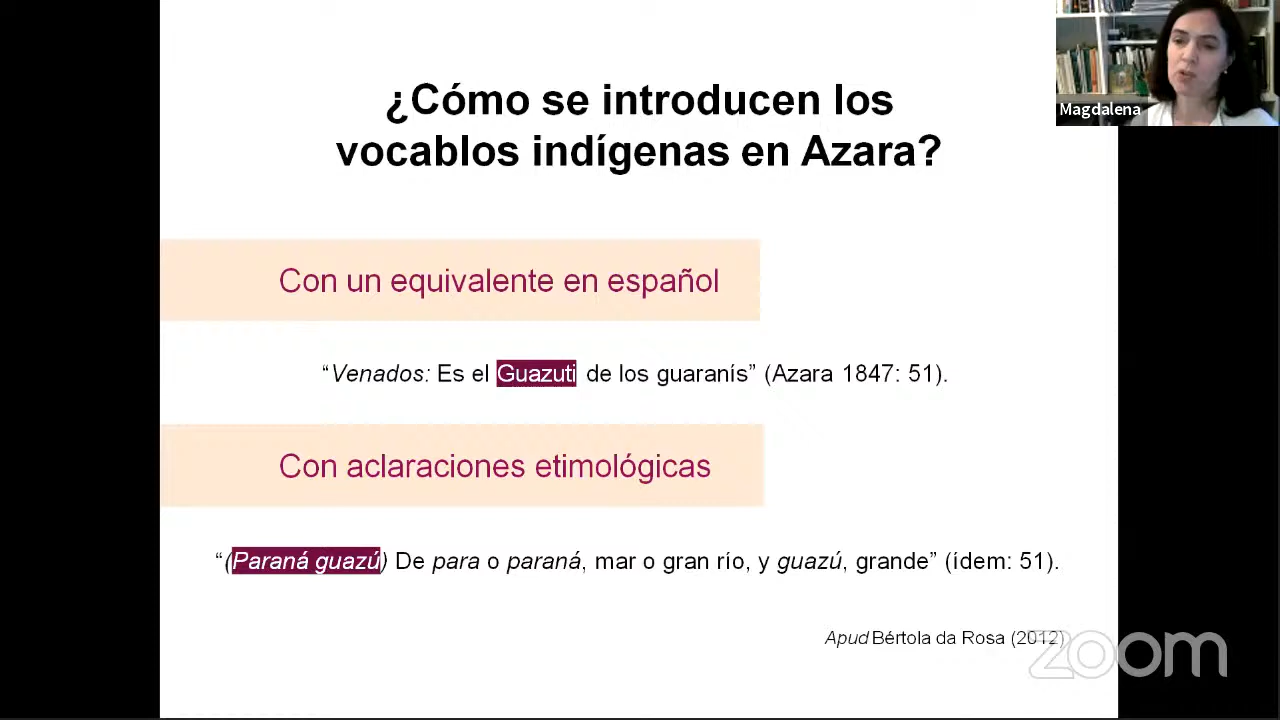 ¿Cómo se introducen los
vocablos indígenas en Azara?
Magdalena
Con un equivalente en español
“Venados: Es el Guazuti de los guaranís” (Azara 1847: 51).
Con aclaraciones etimológicas
“(Paraná guazú) De para o paraná, mar o gran río, y guazú, grande” (ídem: 51).
Apud Bértola da Rosa (2012)
zoom